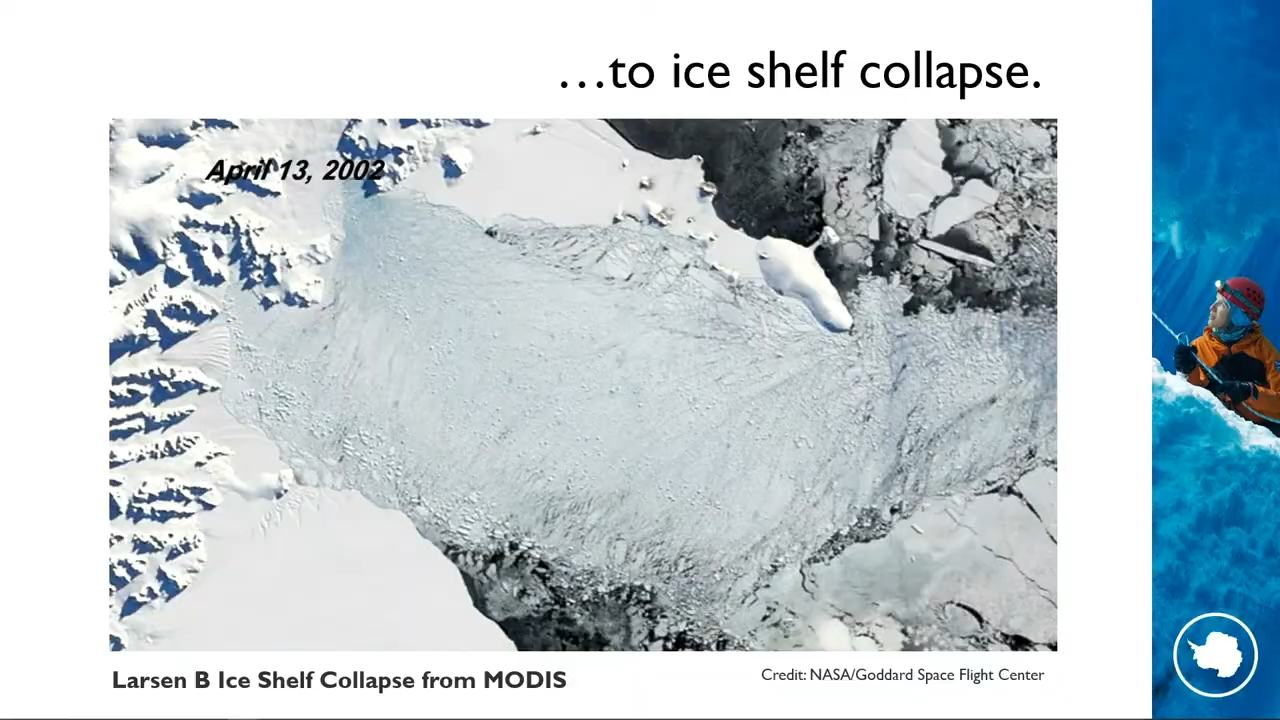 …to ice shelf collapse.
April 13, 2002
Larsen B Ice Shelf Collapse from MODIS
Credit: NASA/Goddard Space Flight Center